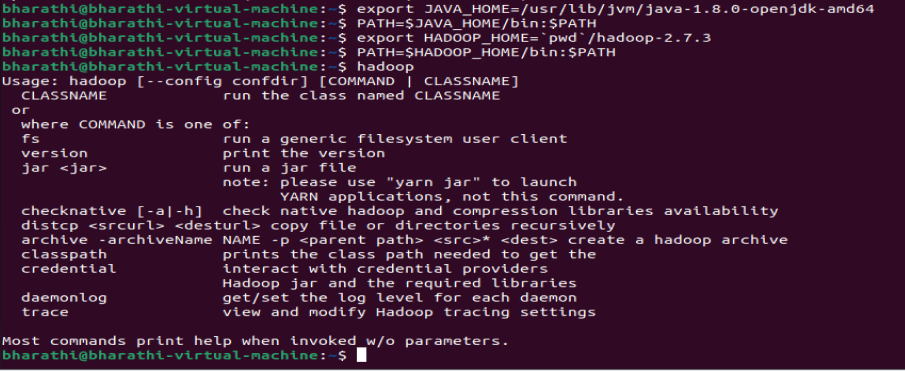 bharathi@bharathi-virtual-machine:~$ export JAVA_HOME=/usr/lib/jvm/java-1.8.0-openjdk-amd64
bharathi@bharathi-virtual-machine:~$ PATH=$JAVA_HOME/bin:$PATH
bharathi@bharathi-virtual-machine:~$ export HADOOP_HOME=`pwd`/hadoop-2.7.3
bharathi@bharathi-virtual-machine:~$ PATH=$HADOOP_HOME/bin:$PATH
bharathi@bharathi-virtual-machine:~$ hadoop
Usage: hadoop [--config confdir] [COMMAND | CLASSNAME]
  CLASSNAME            run the class named CLASSNAME
 or
  where COMMAND is one of:
  fs                   run a generic filesystem user client
  version              print the version
  jar <jar>            run a jar file
                       note: please use "yarn jar" to launch
                             YARN applications, not this command.
  checknative [-a|-h]  check native hadoop and compression libraries availability
  distcp <srcurl> <desturl> copy file or directories recursively
  archive -archiveName NAME -p <parent path> <src>* <dest> create a hadoop archive
  classpath            prints the class path needed to get the
  credential           interact with credential providers
                       Hadoop jar and the required libraries
  daemonlog            get/set the log level for each daemon
  trace                view and modify Hadoop tracing settings
Most commands print help when invoked w/o parameters.
bharathi@bharathi-virtual-machine:~$